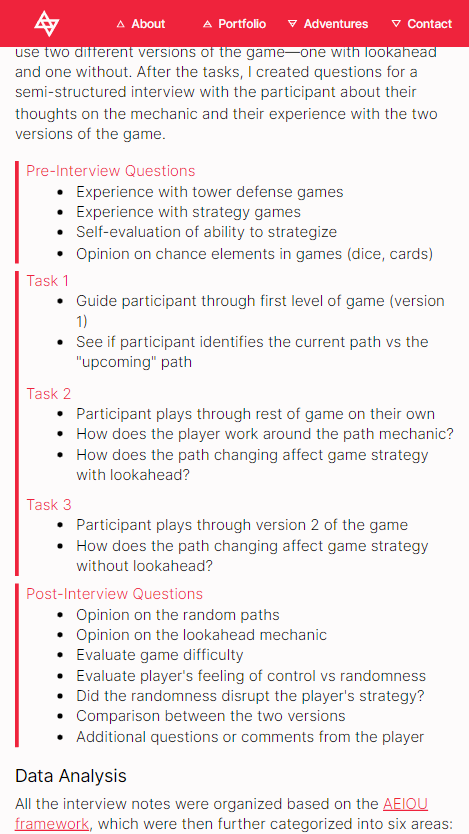 About Portfolio Adventures Contact
use two different versions of the game—one with lookahead
and one without. After the tasks, I created questions for a
semi-structured interview with the participant about their
thoughts on the mechanic and their experience with the two
versions of the game.
Pre-Interview Questions
• Experience with tower defense games
• Experience with strategy games
• Self-evaluation of ability to strategize
• Opinion on chance elements in games (dice, cards)
Task 1
• Guide participant through first level of game (version
1)
• See if participant identifies the current path vs the
"upcoming" path
Task 2
• Participant plays through rest of game on their own
• How does the player work around the path mechanic?
• How does the path changing affect game strategy
with lookahead?
Task 3
• Participant plays through version 2 of the game
• How does the path changing affect game strategy
without lookahead?
Post-Interview Questions
• Opinion on the random paths
• Opinion on the lookahead mechanic
• Evaluate game difficulty
• Evaluate player's feeling of control vs randomness
• Did the randomness disrupt the player's strategy?
• Comparison between the two versions
• Additional questions or comments from the player
Data Analysis
All the interview notes were organized based on the AEIOU
framework, which were then further categorized into six areas: